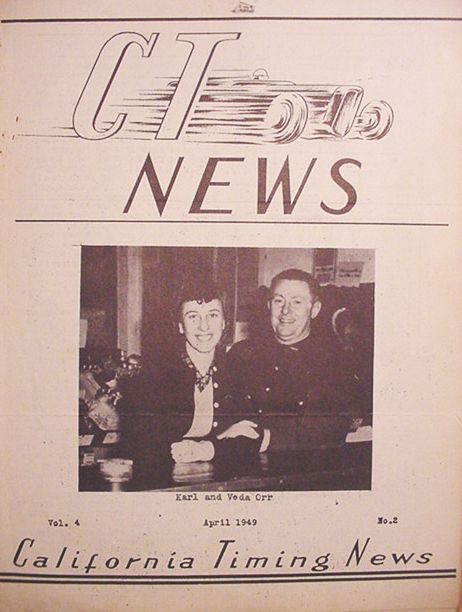 CT
NEWS
Karl and Veda Orr
Vol. 4 April 1949 No.2
California Timing News